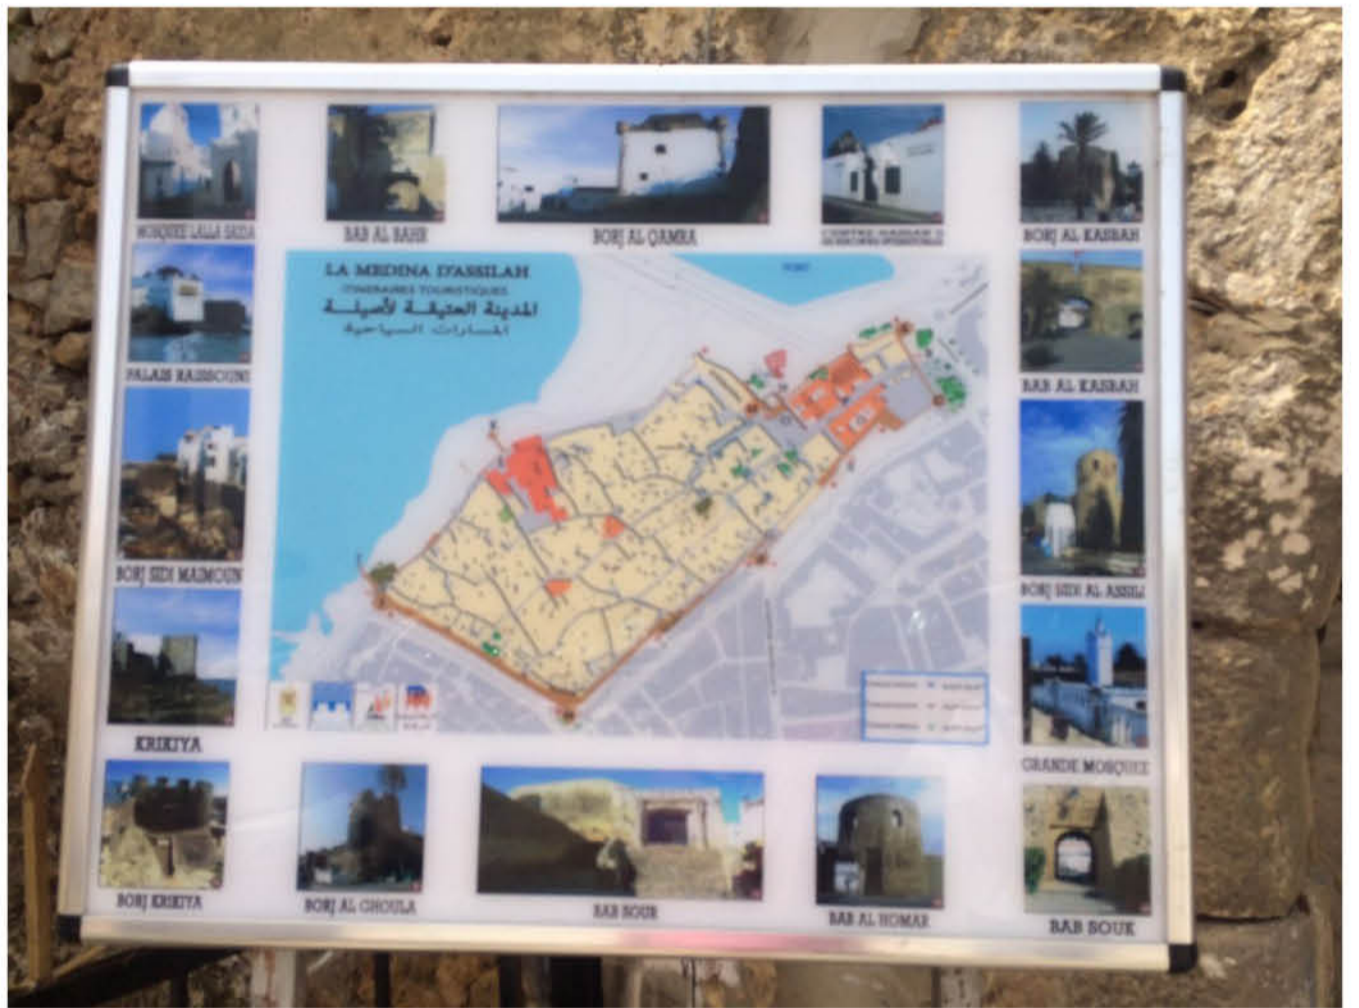 MOSQUEE LALLA SAIDA
BAB AL BAHR
BORJ AL QAMRA
BORJ AL KASBAH
LA MEDINA D'ASSILAH
ITINERAIRES TOURISTIQUES
المدينة العتيقة لأصيلة
المسارات السياحية
PORT
PALAIS RAISSOUNI
BAB AL KASBAH
BORJ SIDI MAIMOUN
BORJ SIDI AL ASSILI
KRIKIYA
GRANDE MOSQUEE
BORJ KRIKIYA
BORJ AL GHOULA
BAB SOUR
BAB AL HOMAR
BAB SOUK